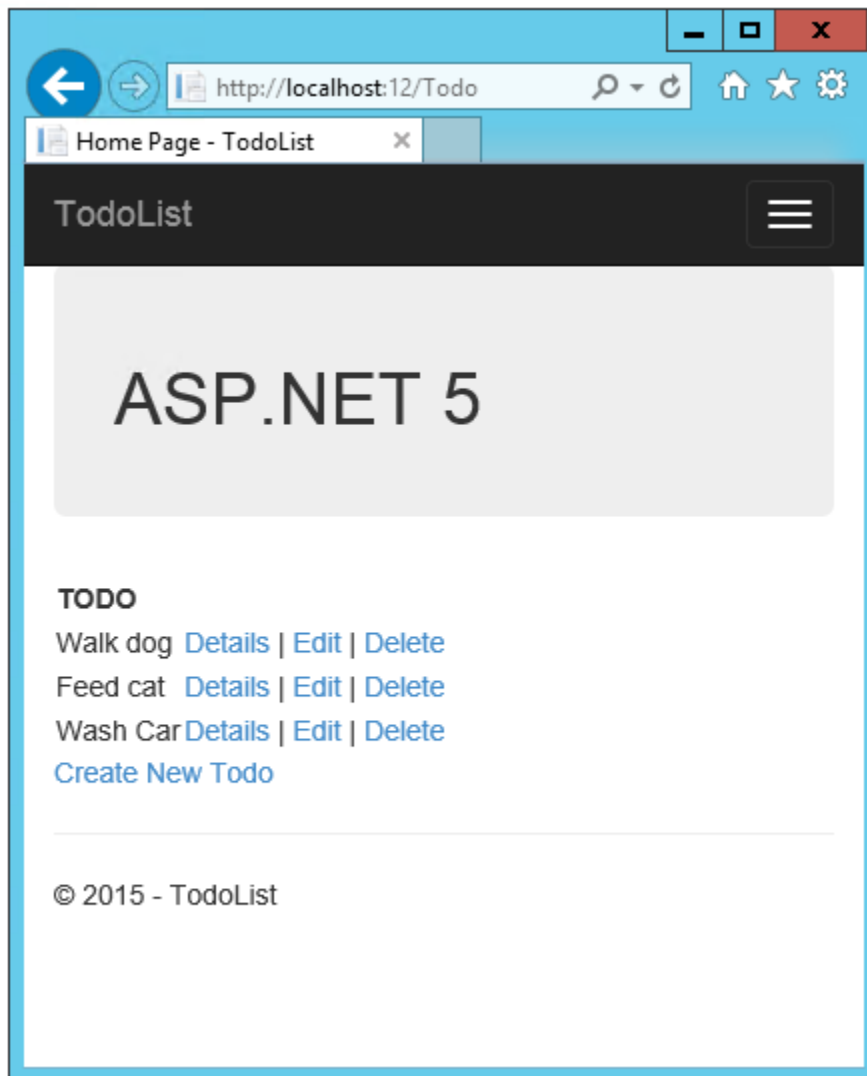 http://localhost:12/Todo
Home Page - TodoList
TodoList
ASP.NET 5
TODO
Walk dog Details | Edit | Delete
Feed cat Details | Edit | Delete
Wash Car Details | Edit | Delete
Create New Todo
© 2015 - TodoList